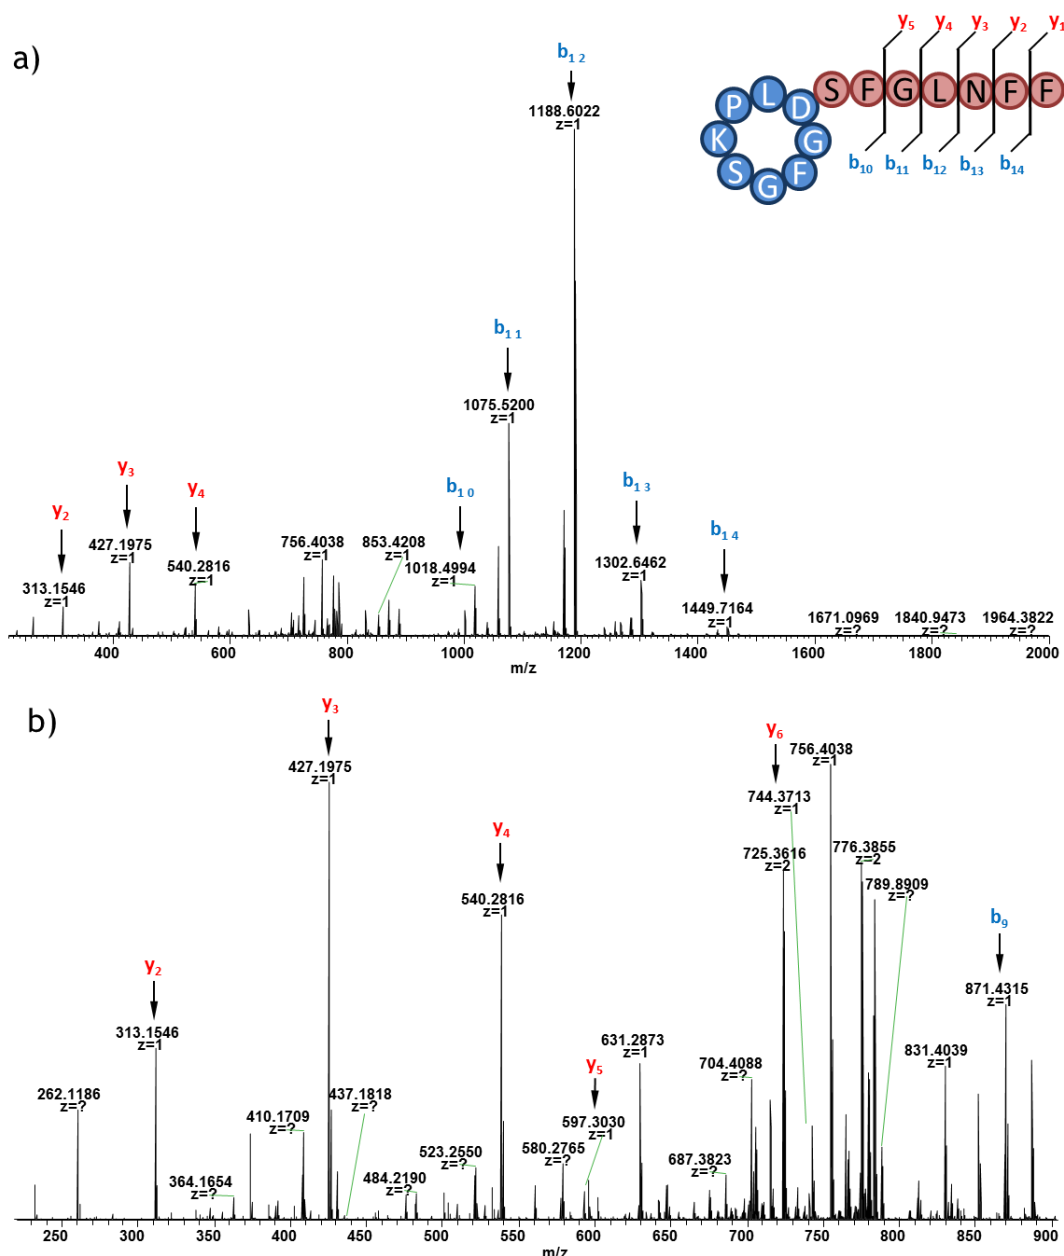 a)
b12
1188.6022
z=1
y5 y4 y3 y2 y1
S F G L N F F
D
L
P
K
S
G
F
G
b10 b11 b12 b13 b14
b11
1075.5200
z=1
y2
313.1546
z=1
y3
427.1975
z=1
y4
540.2816
z=1
756.4038
z=1
853.4208
z=1
b10
1018.4994
z=1
b13
1302.6462
z=1
b14
1449.7164
z=1
1671.0969
z=?
1840.9473
z=?
1964.3822
z=?
400 600 800 1000 1200 1400 1600 1800 2000
m/z
b)
262.1186
z=?
y2
313.1546
z=1
364.1654
z=?
410.1709
z=?
y3
427.1975
z=1
437.1818
z=?
484.2190
z=?
523.2550
z=?
y4
540.2816
z=1
580.2765
z=?
y5
597.3030
z=1
631.2873
z=1
687.3823
z=?
704.4088
z=?
725.3616
z=2
y6
744.3713
z=1
756.4038
z=1
776.3855
z=2
789.8909
z=?
831.4039
z=1
b9
871.4315
z=1
250 300 350 400 450 500 550 600 650 700 750 800 850 900
m/z